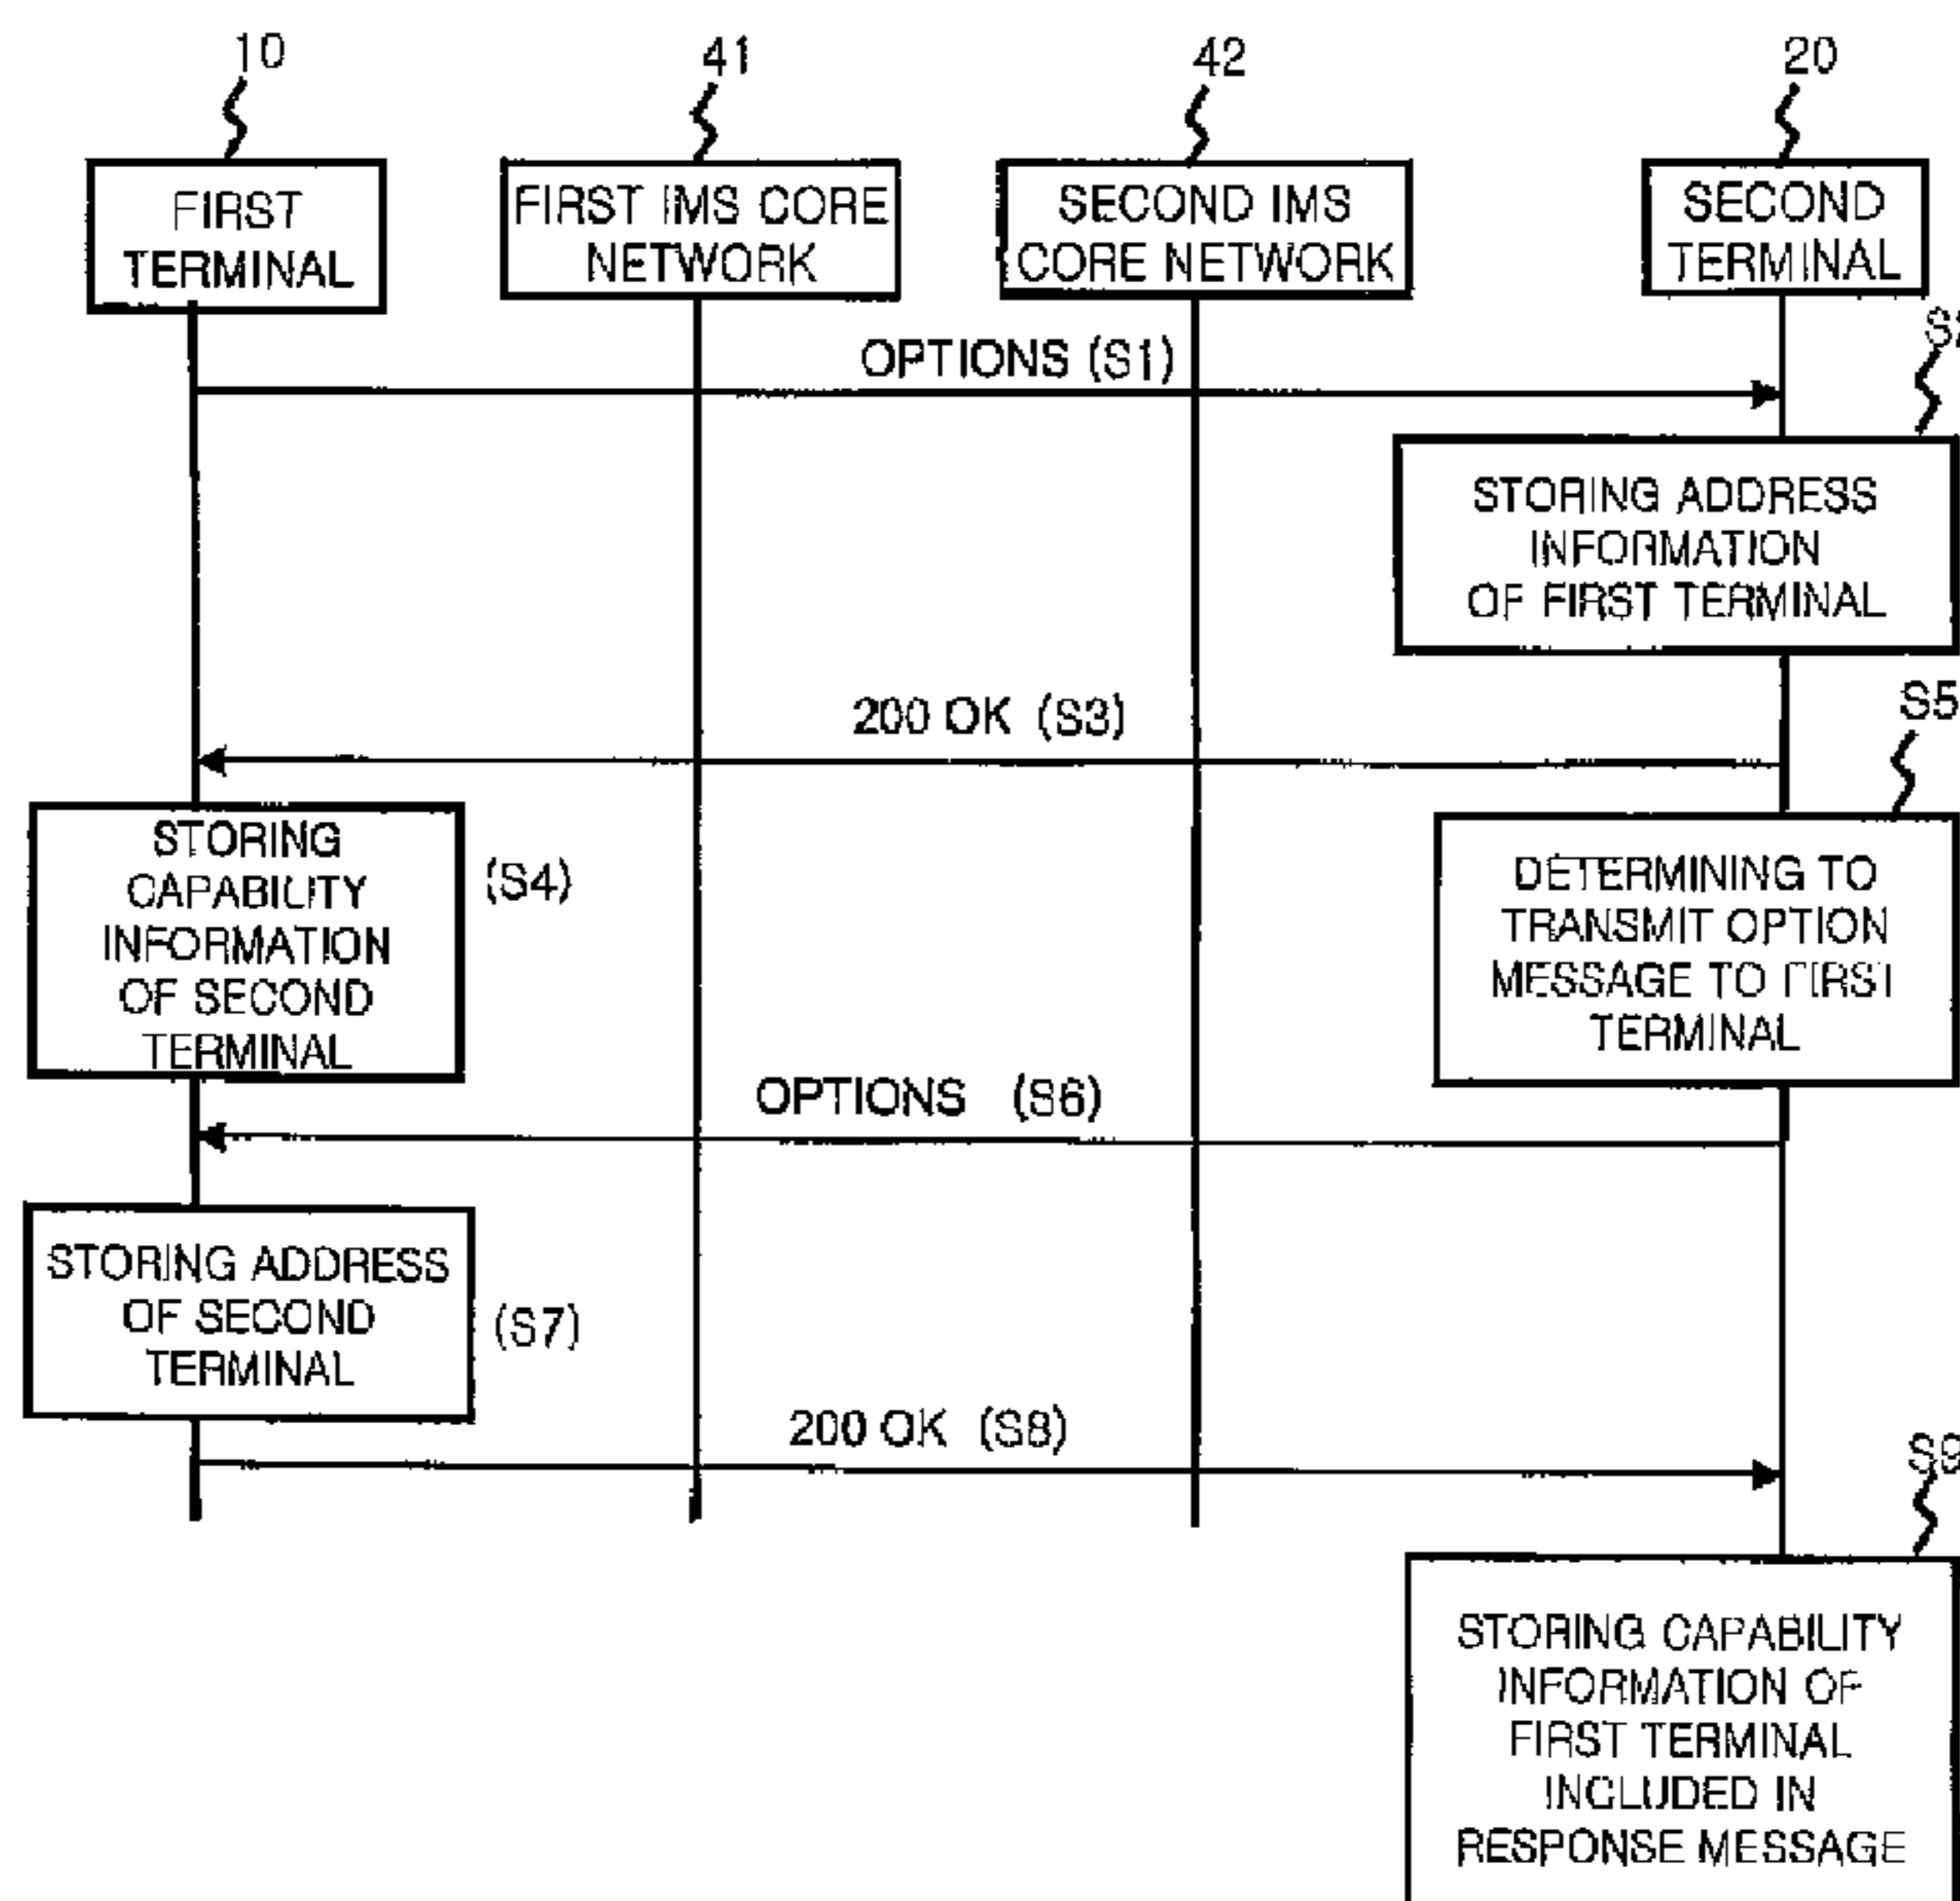 10
41
42
20
FIRST
TERMINAL
FIRST IMS CORE
NETWORK
SECOND IMS
CORE NETWORK
SECOND
TERMINAL
OPTIONS (S1)
STORING ADDRESS
INFORMATION
OF FIRST TERMINAL
200 OK (S3)
S5
STORING
CAPABILITY
INFORMATION
OF SECOND
TERMINAL
(S4)
DETERMINING TO
TRANSMIT OPTION
MESSAGE TO FIRST
TERMINAL
OPTIONS (S6)
STORING ADDRESS
OF SECOND
TERMINAL
(S7)
200 OK (S8)
S9
STORING CAPABILITY
INFORMATION OF
FIRST TERMINAL
INCLUDED IN
RESPONSE MESSAGE